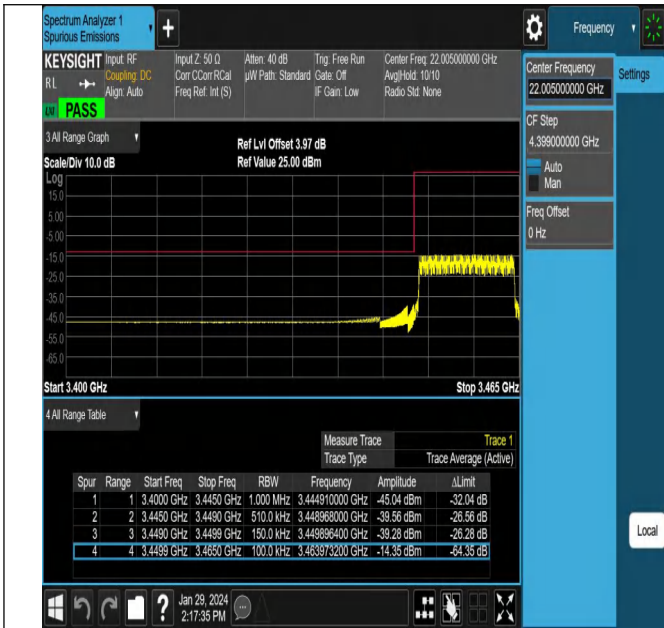 Spectrum Analyzer 1
Spurious Emissions
Frequency
KEYSIGHT
RL
PASS
Input: RF
Coupling: DC
Align: Auto
Input Z: 50 Ω
Corr CCorr RCal
Freq Ref: Int (S)
Atten: 40 dB
µW Path: Standard
Trig: Free Run
Gate: Off
IF Gain: Low
Center Freq: 22.005000000 GHz
Avg|Hold: 10/10
Radio Std: None
Center Frequency
22.005000000 GHz
Settings
CF Step
4.399000000 GHz
Auto
Man
Freq Offset
0 Hz
Local
3 All Range Graph
Scale/Div 10.0 dB
Ref Lvl Offset 3.97 dB
Ref Value 25.00 dBm
Log
15.0
5.00
-5.00
-15.0
-25.0
-35.0
-45.0
-55.0
-65.0
Start 3.400 GHz
Stop 3.465 GHz
4 All Range Table
Measure Trace Trace 1
Trace Type Trace Average (Active)
Spur Range Start Freq Stop Freq RBW Frequency Amplitude ΔLimit
1 1 3.4000 GHz 3.4450 GHz 1.000 MHz 3.444910000 GHz -45.04 dBm -32.04 dB
2 2 3.4450 GHz 3.4490 GHz 510.0 kHz 3.448968000 GHz -39.56 dBm -26.56 dB
3 3 3.4490 GHz 3.4499 GHz 150.0 kHz 3.449896400 GHz -39.28 dBm -26.28 dB
4 4 3.4499 GHz 3.4650 GHz 100.0 kHz 3.463973200 GHz -14.35 dBm -64.35 dB
Jan 29, 2024
2:17:35 PM